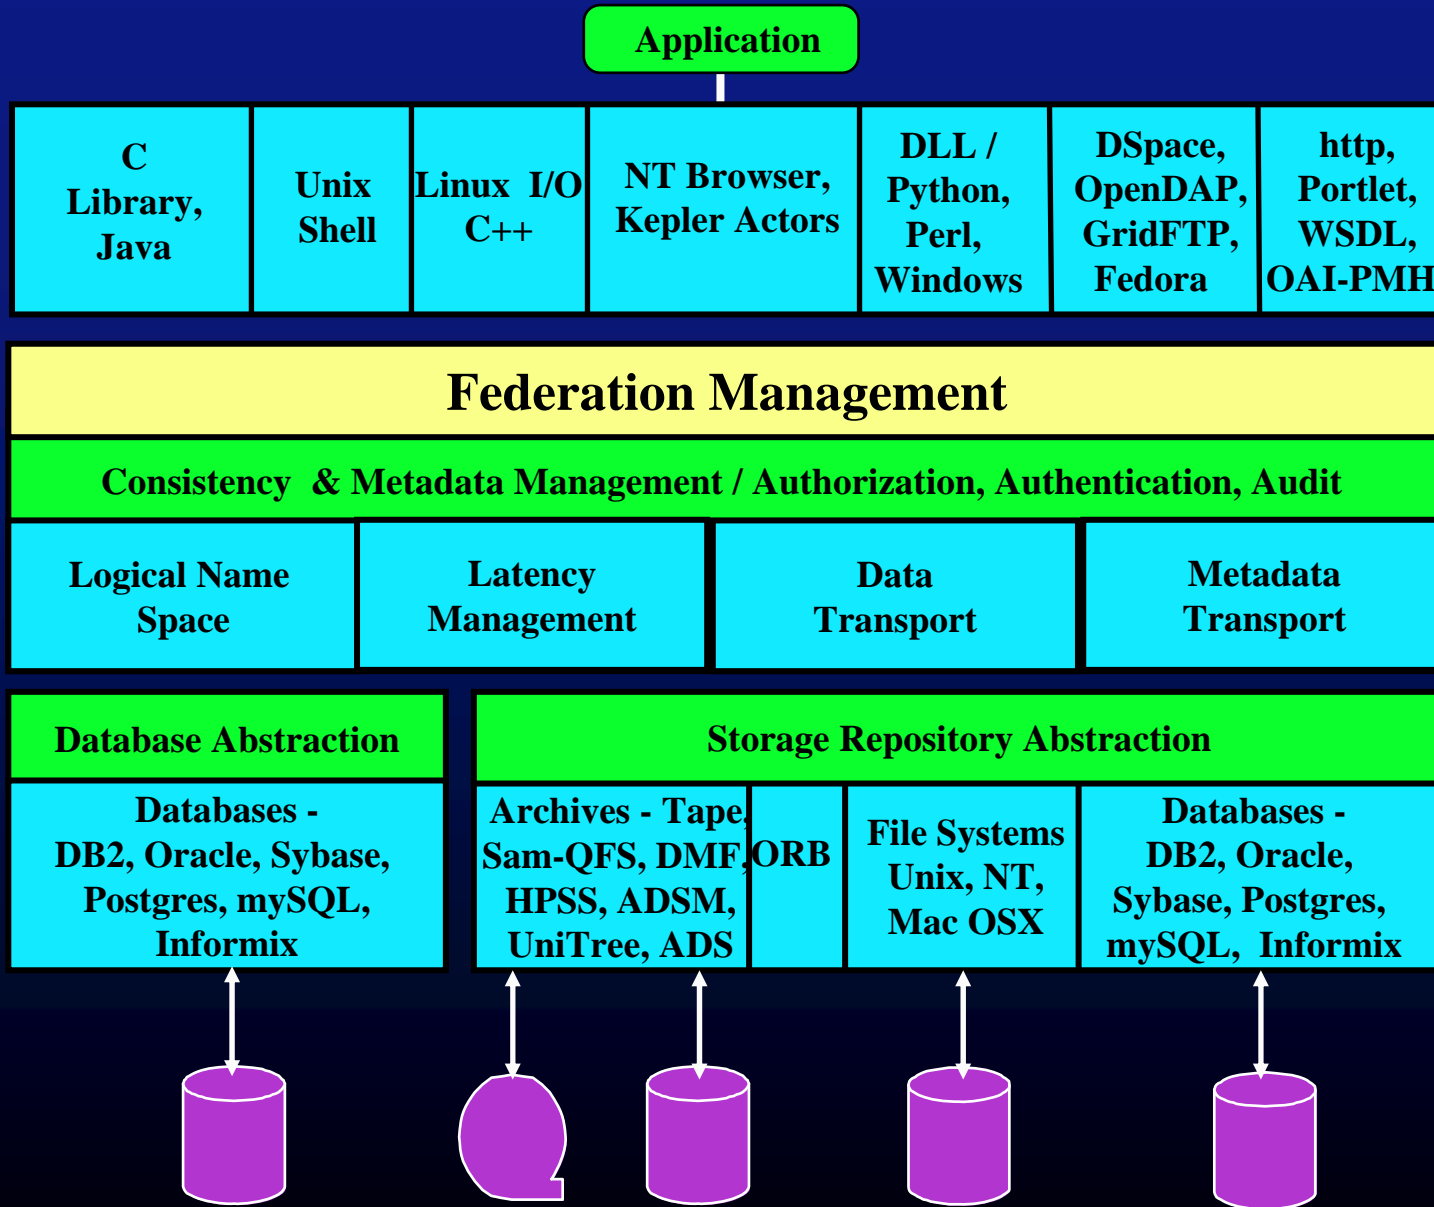 Application
C
Library,
Java
Unix
Shell
Linux I/O
C++
NT Browser,
Kepler Actors
DLL /
Python,
Perl,
Windows
DSpace,
OpenDAP,
GridFTP,
Fedora
http,
Portlet,
WSDL,
OAI-PMH
Federation Management
Consistency & Metadata Management / Authorization, Authentication, Audit
Logical Name
Space
Latency
Management
Data
Transport
Metadata
Transport
Database Abstraction
Databases -
DB2, Oracle, Sybase,
Postgres, mySQL,
Informix
Storage Repository Abstraction
Archives - Tape,
Sam-QFS, DMF,
HPSS, ADSM,
UniTree, ADS
ORB
File Systems
Unix, NT,
Mac OSX
Databases -
DB2, Oracle,
Sybase, Postgres,
mySQL, Informix